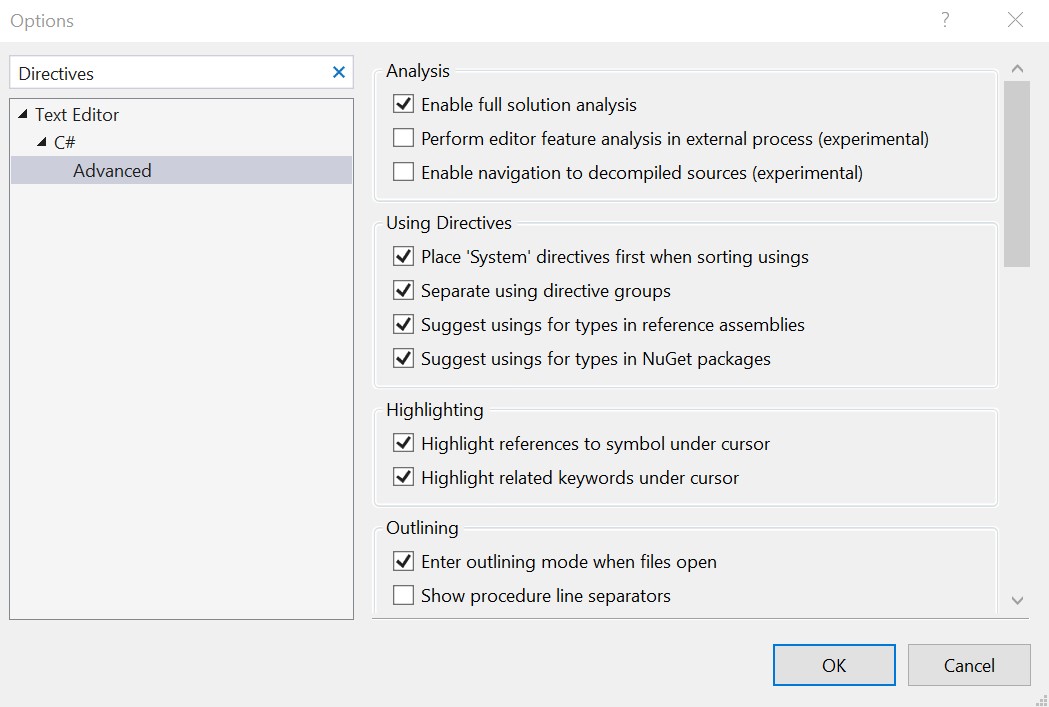 Options
?
Directives
Text Editor
C#
Advanced
Analysis
Enable full solution analysis
Perform editor feature analysis in external process (experimental)
Enable navigation to decompiled sources (experimental)
Using Directives
Place 'System' directives first when sorting usings
Separate using directive groups
Suggest usings for types in reference assemblies
Suggest usings for types in NuGet packages
Highlighting
Highlight references to symbol under cursor
Highlight related keywords under cursor
Outlining
Enter outlining mode when files open
Show procedure line separators
OK
Cancel